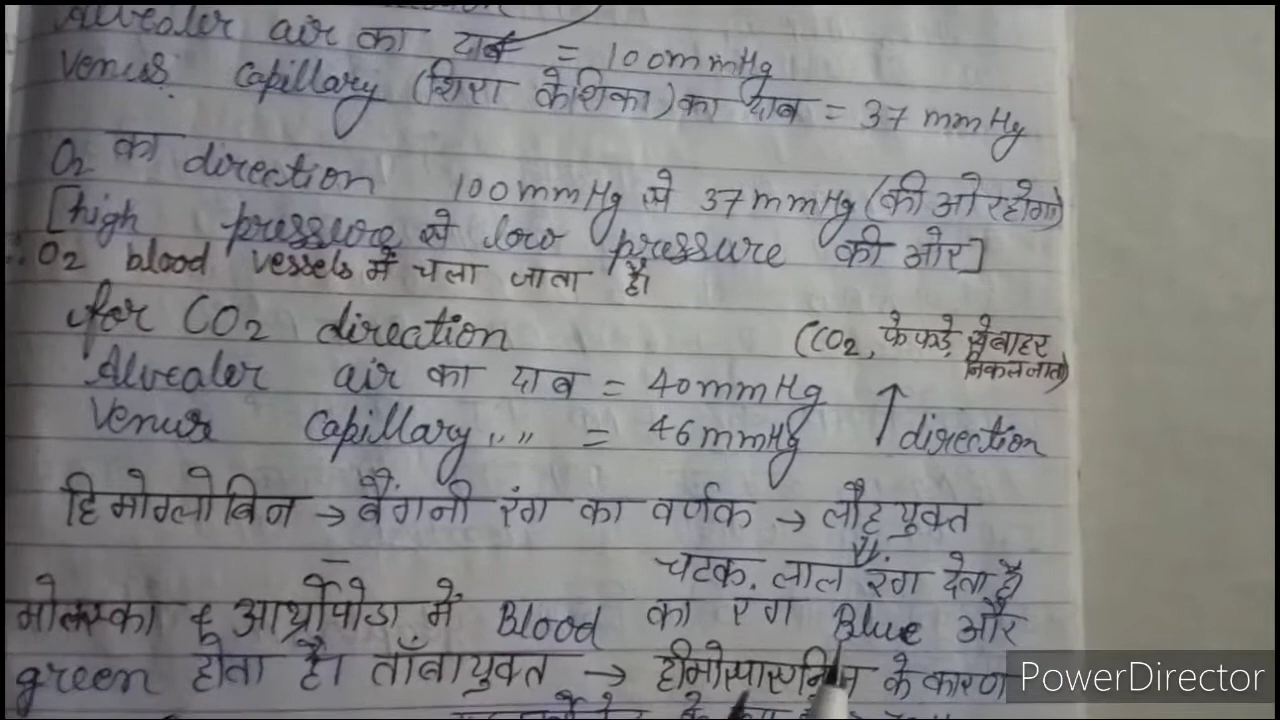 Alvealer air का दाब = 100mmHg
Venus. Capillary (शिरा केशिका) का दाब = 37 mmHg
O2 का direction 100mmHg से 37mmHg (की ओर होगा)
[high pressure से low pressure की ओर]
∴ O2 blood vessels में चला जाता है।
for CO2 direction (CO2, फेफड़े से बाहर
निकल जाता)
Alvealer air का दाब = 40mmHg ↑
Venus Capillary ,, ,, = 46mmHg direction
हिमोग्लोबिन → बैंगनी रंग का वर्णक → लौहयुक्त
चटक लाल रंग देता है
मोलस्का & आर्थ्रोपोडा में Blood का रंग Blue और
green होता है। ताँबायुक्त → के कारण
PowerDirector